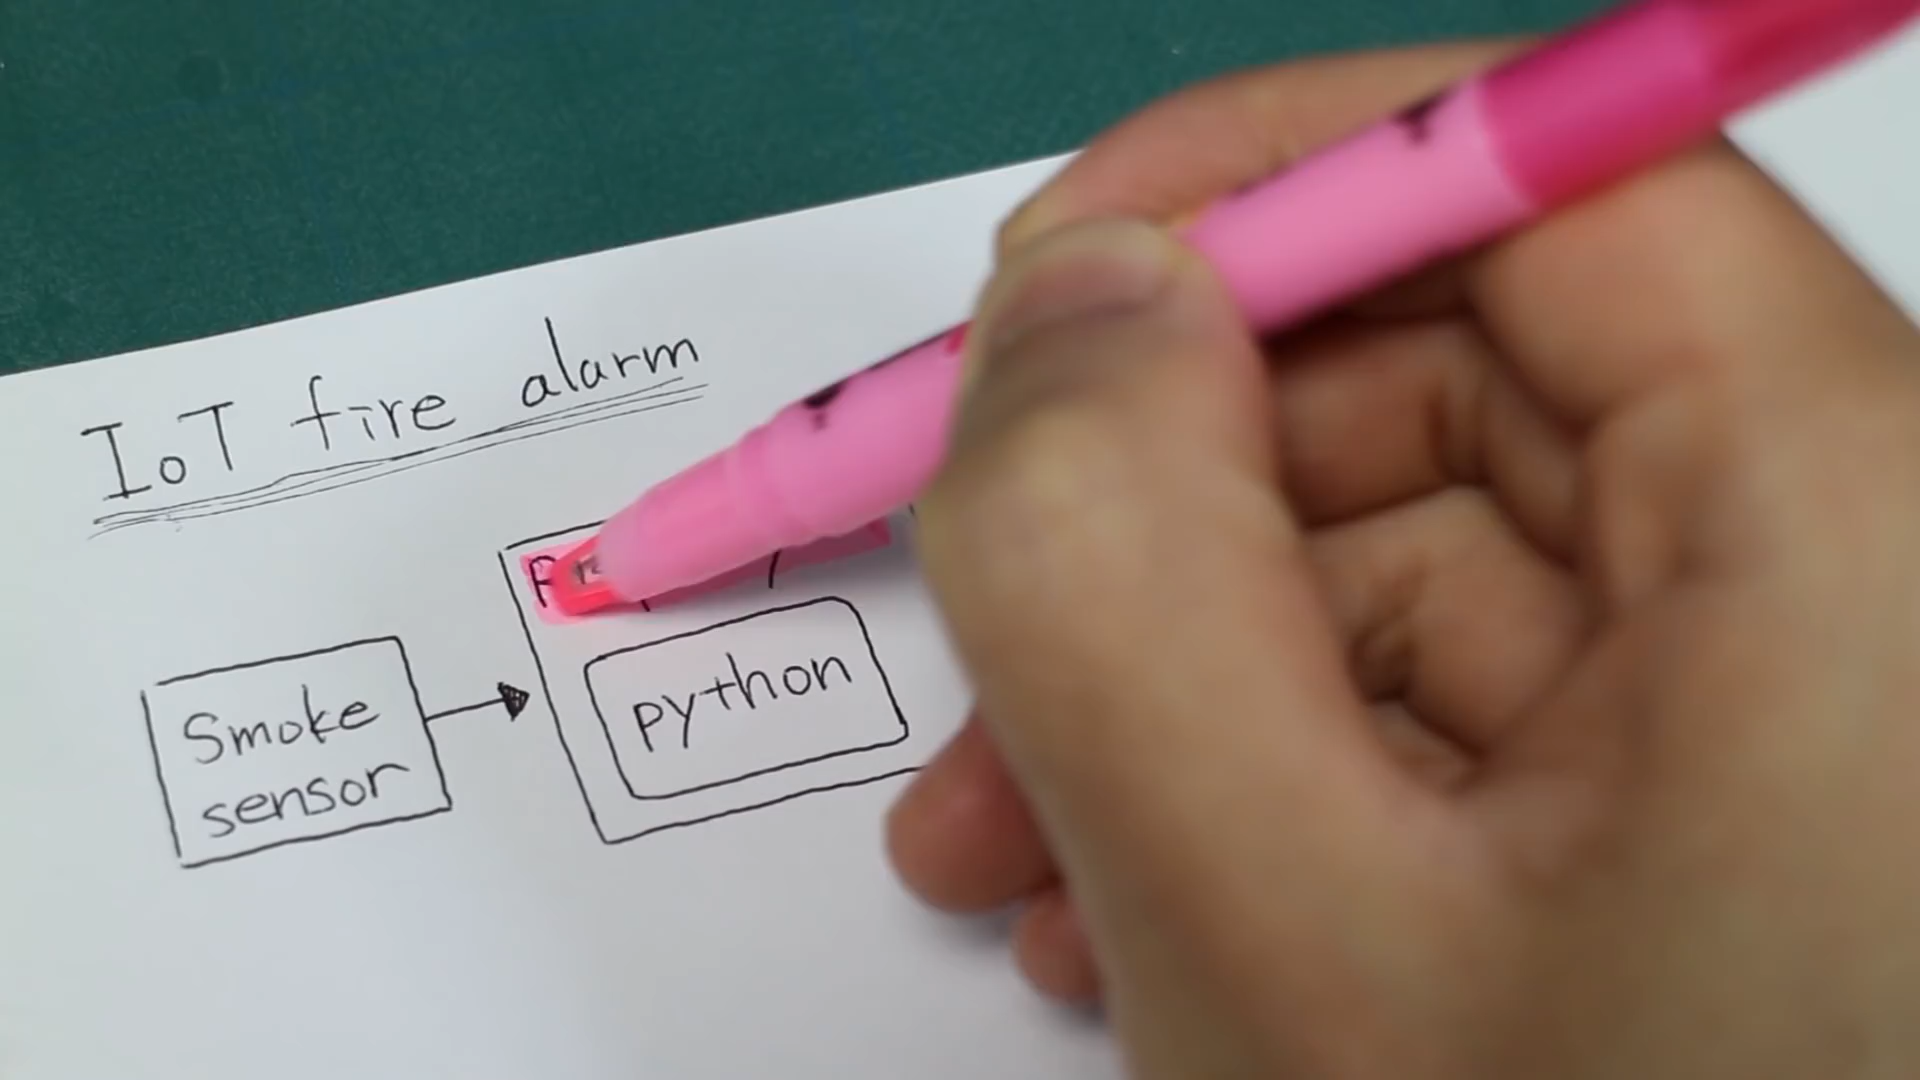 IoT fire alarm
Smoke
sensor
python